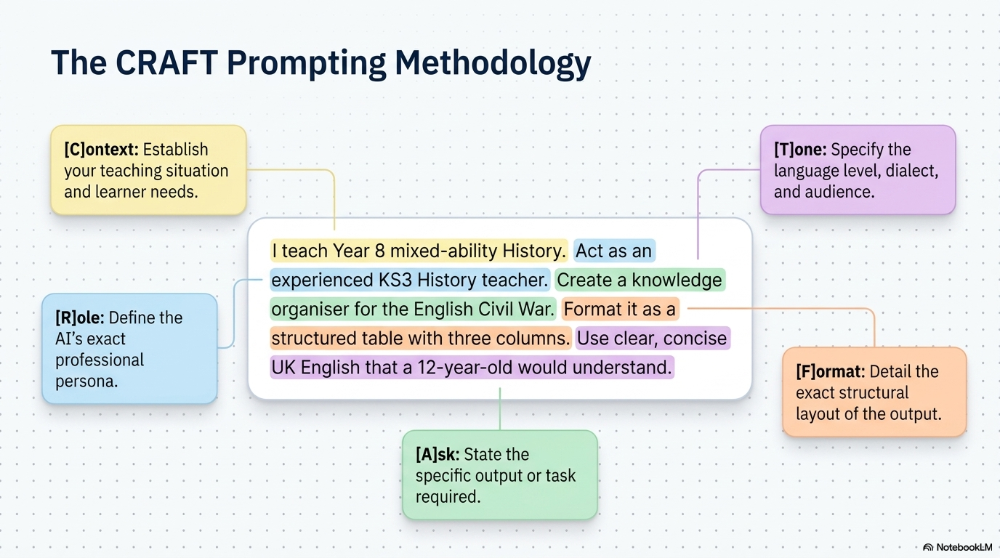 The CRAFT Prompting Methodology
[C]ontext: Establish
your teaching situation
and learner needs.
[T]one: Specify the
language level, dialect,
and audience.
I teach Year 8 mixed-ability History. Act as an
experienced KS3 History teacher. Create a knowledge
organiser for the English Civil War. Format it as a
structured table with three columns. Use clear, concise
UK English that a 12-year-old would understand.
[R]ole: Define the
AI's exact
professional
persona.
[F]ormat: Detail the
exact structural
layout of the output.
[A]sk: State the
specific output or task
required.
NotebookLM